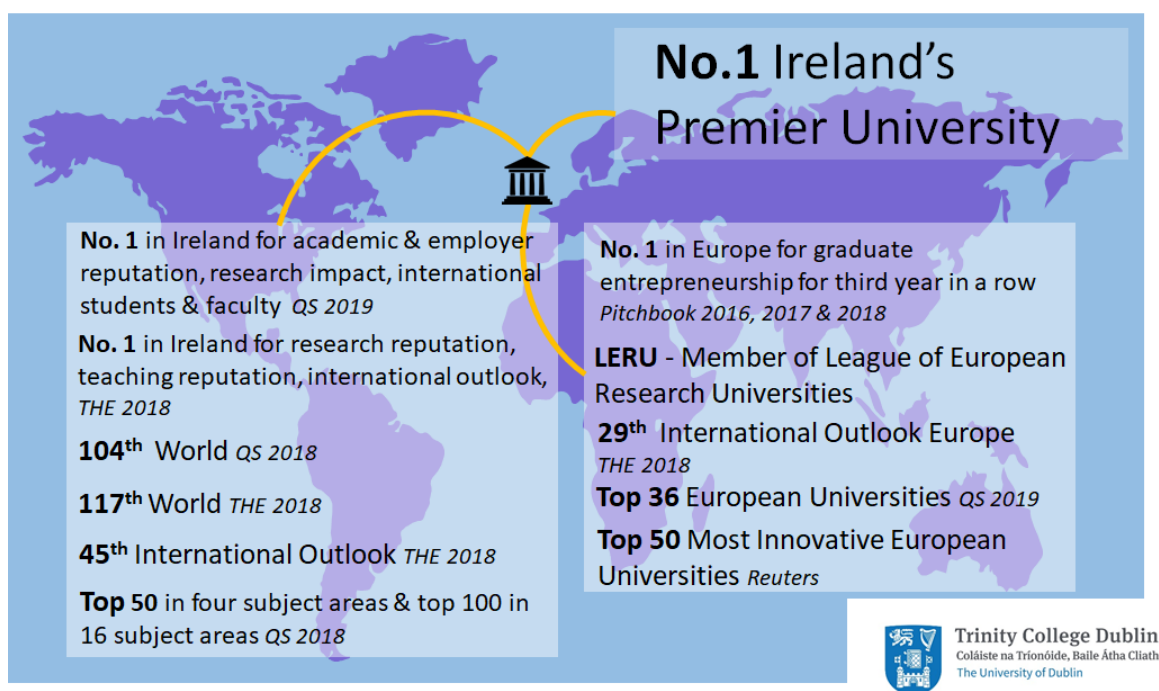 No.1 Ireland's
Premier University
No. 1 in Ireland for academic & employer
reputation, research impact, international
students & faculty QS 2019
No. 1 in Ireland for research reputation,
teaching reputation, international outlook,
THE 2018
104th World QS 2018
117th World THE 2018
45th International Outlook THE 2018
Top 50 in four subject areas & top 100 in
16 subject areas QS 2018
No. 1 in Europe for graduate
entrepreneurship for third year in a row
Pitchbook 2016, 2017 & 2018
LERU - Member of League of European
Research Universities
29th International Outlook Europe
THE 2018
Top 36 European Universities QS 2019
Top 50 Most Innovative European
Universities Reuters
Trinity College Dublin
Coláiste na Tríonóide, Baile Átha Cliath
The University of Dublin